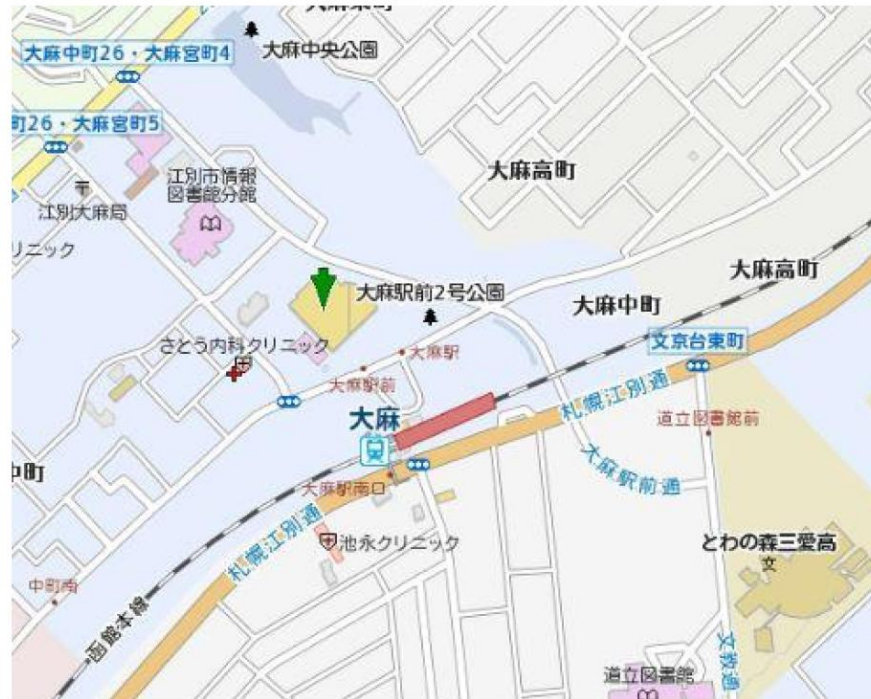 大麻中町26・大麻宮町4
大麻中央公園
町26・大麻宮町5
江別市情報
図書館分館
江別大麻局
リニック
大麻高町
大麻高町
大麻駅前2号公園
大麻中町
さとう内科クリニック
大麻駅
文京台東町
大麻駅前
大麻
札幌江別通
道立図書館前
中町
大麻駅南口
大麻駅前通
池永クリニック
札幌江別通
とわの森三愛高
文
中町南
函館本線
文教通
道立図書館